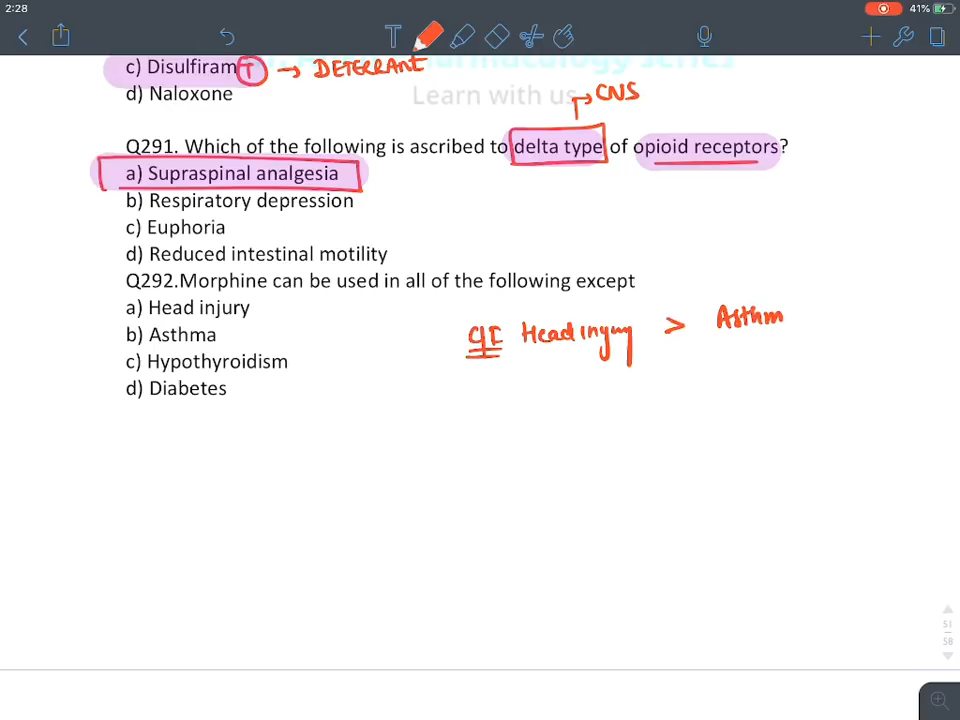 2:28
41%
c) Disulfiram T → DETERRANT
d) Naloxone
Learn with us
CNS
Q291. Which of the following is ascribed to delta type of opioid receptors?
a) Supraspinal analgesia
b) Respiratory depression
c) Euphoria
d) Reduced intestinal motility
Q292.Morphine can be used in all of the following except
a) Head injury
b) Asthma
CI Head injury > Asthm
c) Hypothyroidism
d) Diabetes
51
58